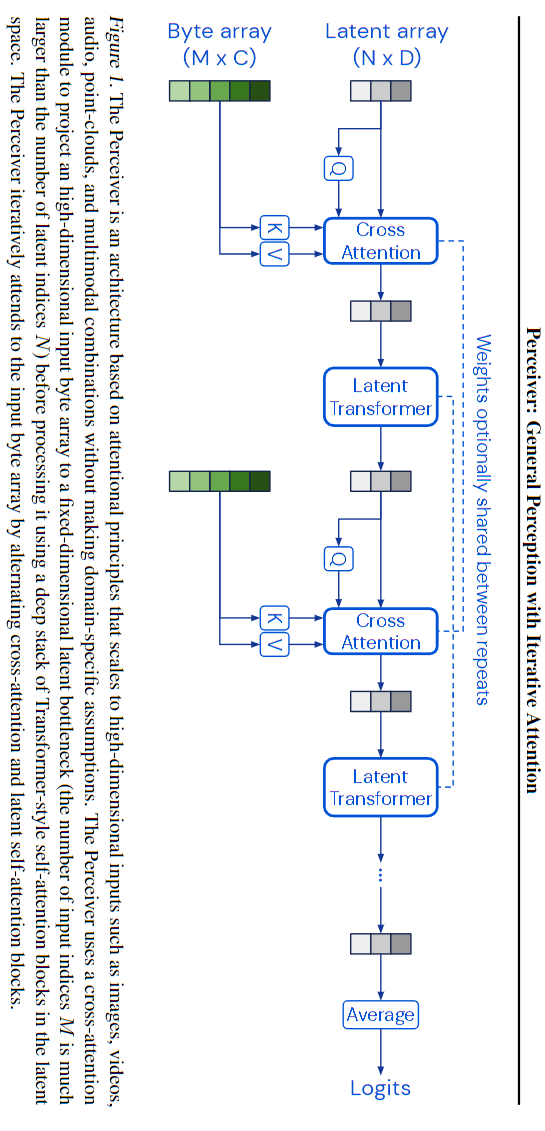 Perceiver: General Perception with Iterative Attention
Weights optionally shared between repeats
Latent array
(N x D)
Byte array
(M x C)
Q
K
V
Cross
Attention
Latent
Transformer
Q
K
V
Cross
Attention
Latent
Transformer
...
Average
Logits
Figure 1. The Perceiver is an architecture based on attentional principles that scales to high-dimensional inputs such as images, videos,
audio, point-clouds, and multimodal combinations without making domain-specific assumptions. The Perceiver uses a cross-attention
module to project an high-dimensional input byte array to a fixed-dimensional latent bottleneck (the number of input indices M is much
larger than the number of latent indices N) before processing it using a deep stack of Transformer-style self-attention blocks in the latent
space. The Perceiver iteratively attends to the input byte array by alternating cross-attention and latent self-attention blocks.